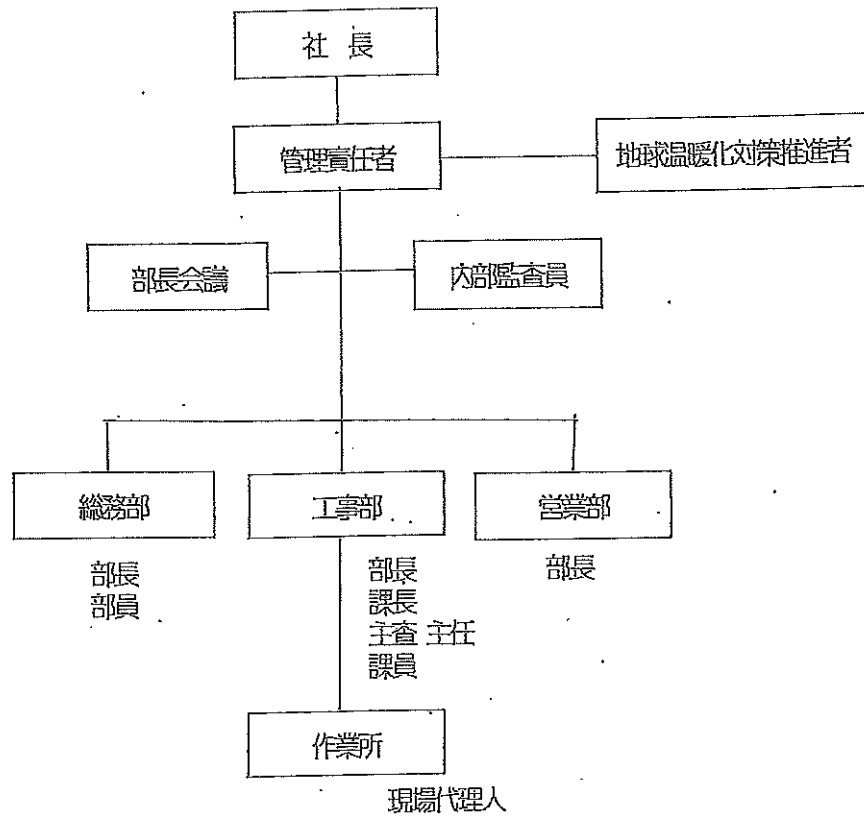 社 長
管理責任者
地球温暖化対策推進者
部長会議
内部監査員
総務部
工事部
営業部
部長
部員
部長
課長
主査 主任
課員
部長
作業所
現場代理人